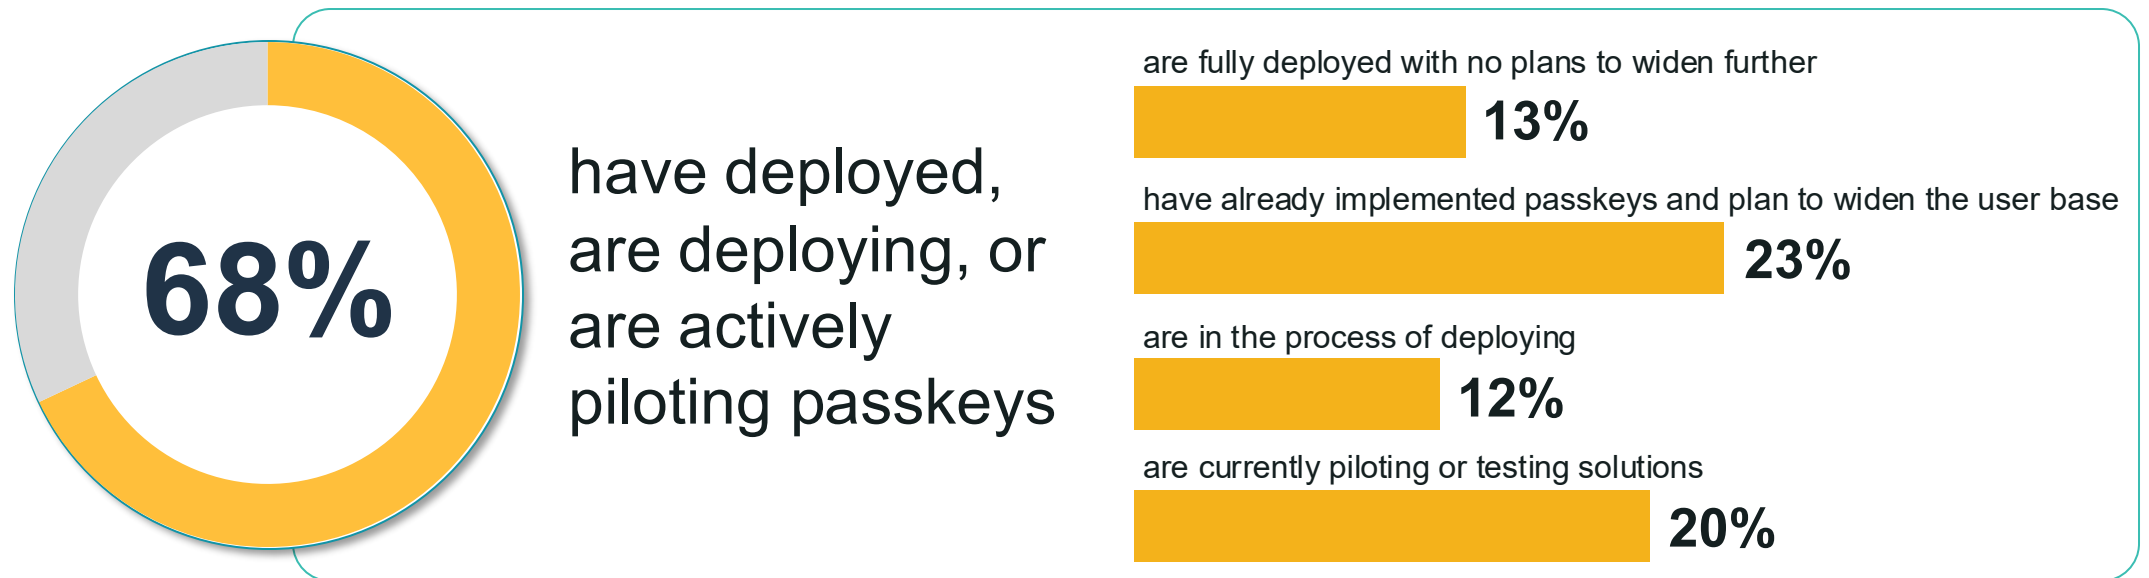 68%
have deployed,
are deploying, or
are actively
piloting passkeys
are fully deployed with no plans to widen further
13%
have already implemented passkeys and plan to widen the user base
23%
are in the process of deploying
12%
are currently piloting or testing solutions
20%